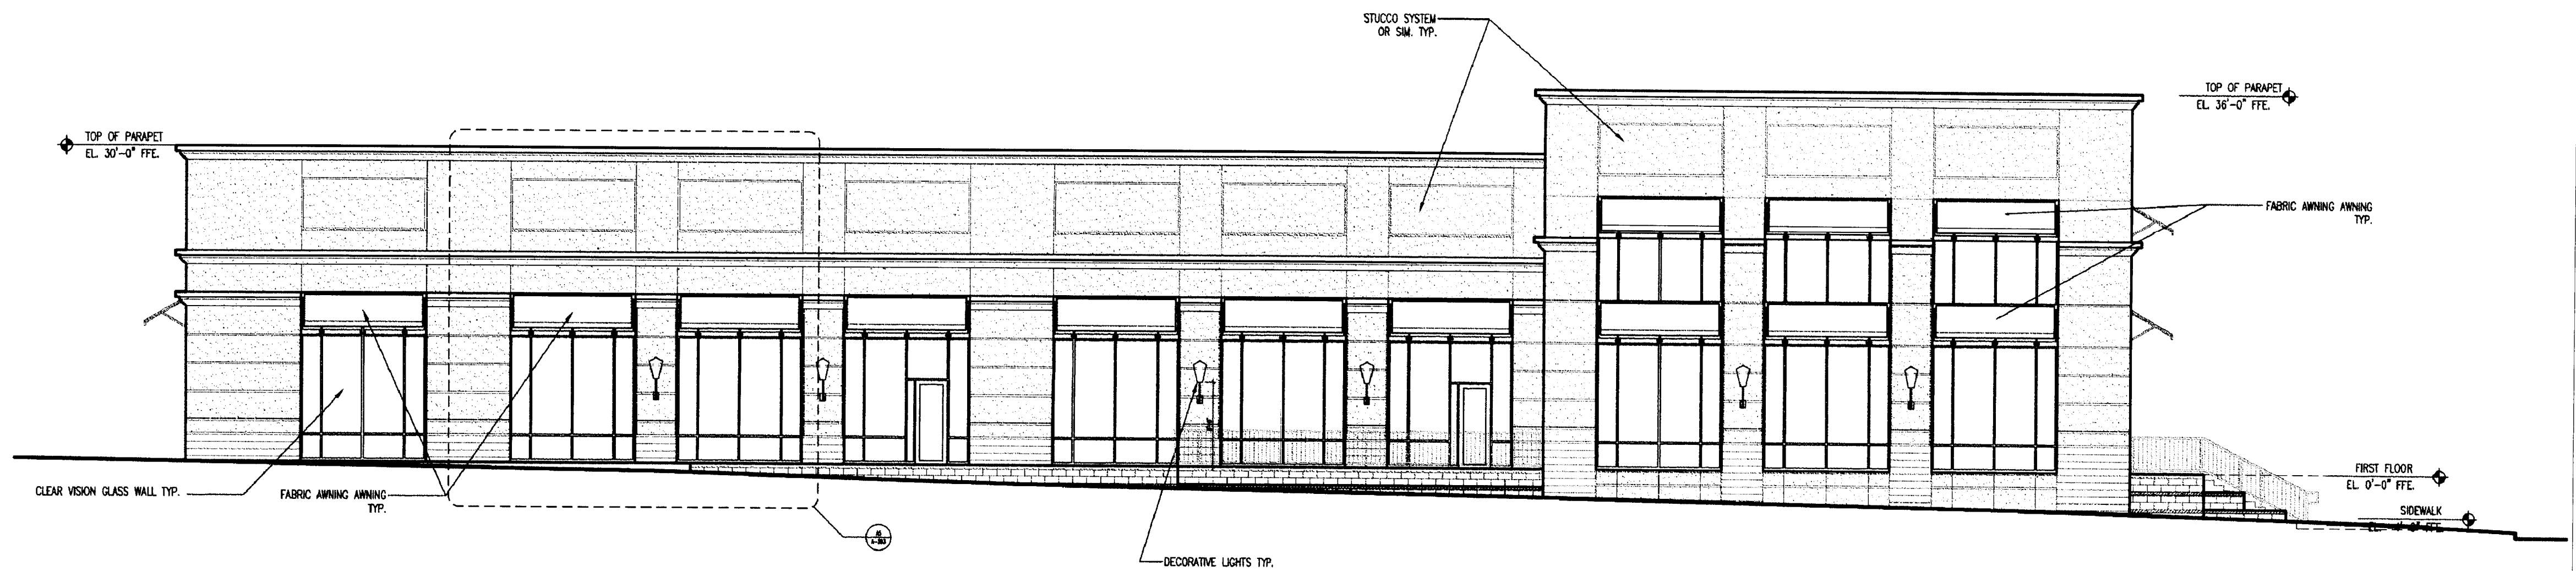 STUCCO SYSTEM
OR SIM. TYP.
TOP OF PARAPET
EL. 36'-0" FFE.
TOP OF PARAPET
EL. 30'-0" FFE.
FABRIC AWNING AWNING
TYP.
CLEAR VISION GLASS WALL TYP.
FABRIC AWNING AWNING
TYP.
FIRST FLOOR
EL. 0'-0" FFE.
SIDEWALK
DECORATIVE LIGHTS TYP.